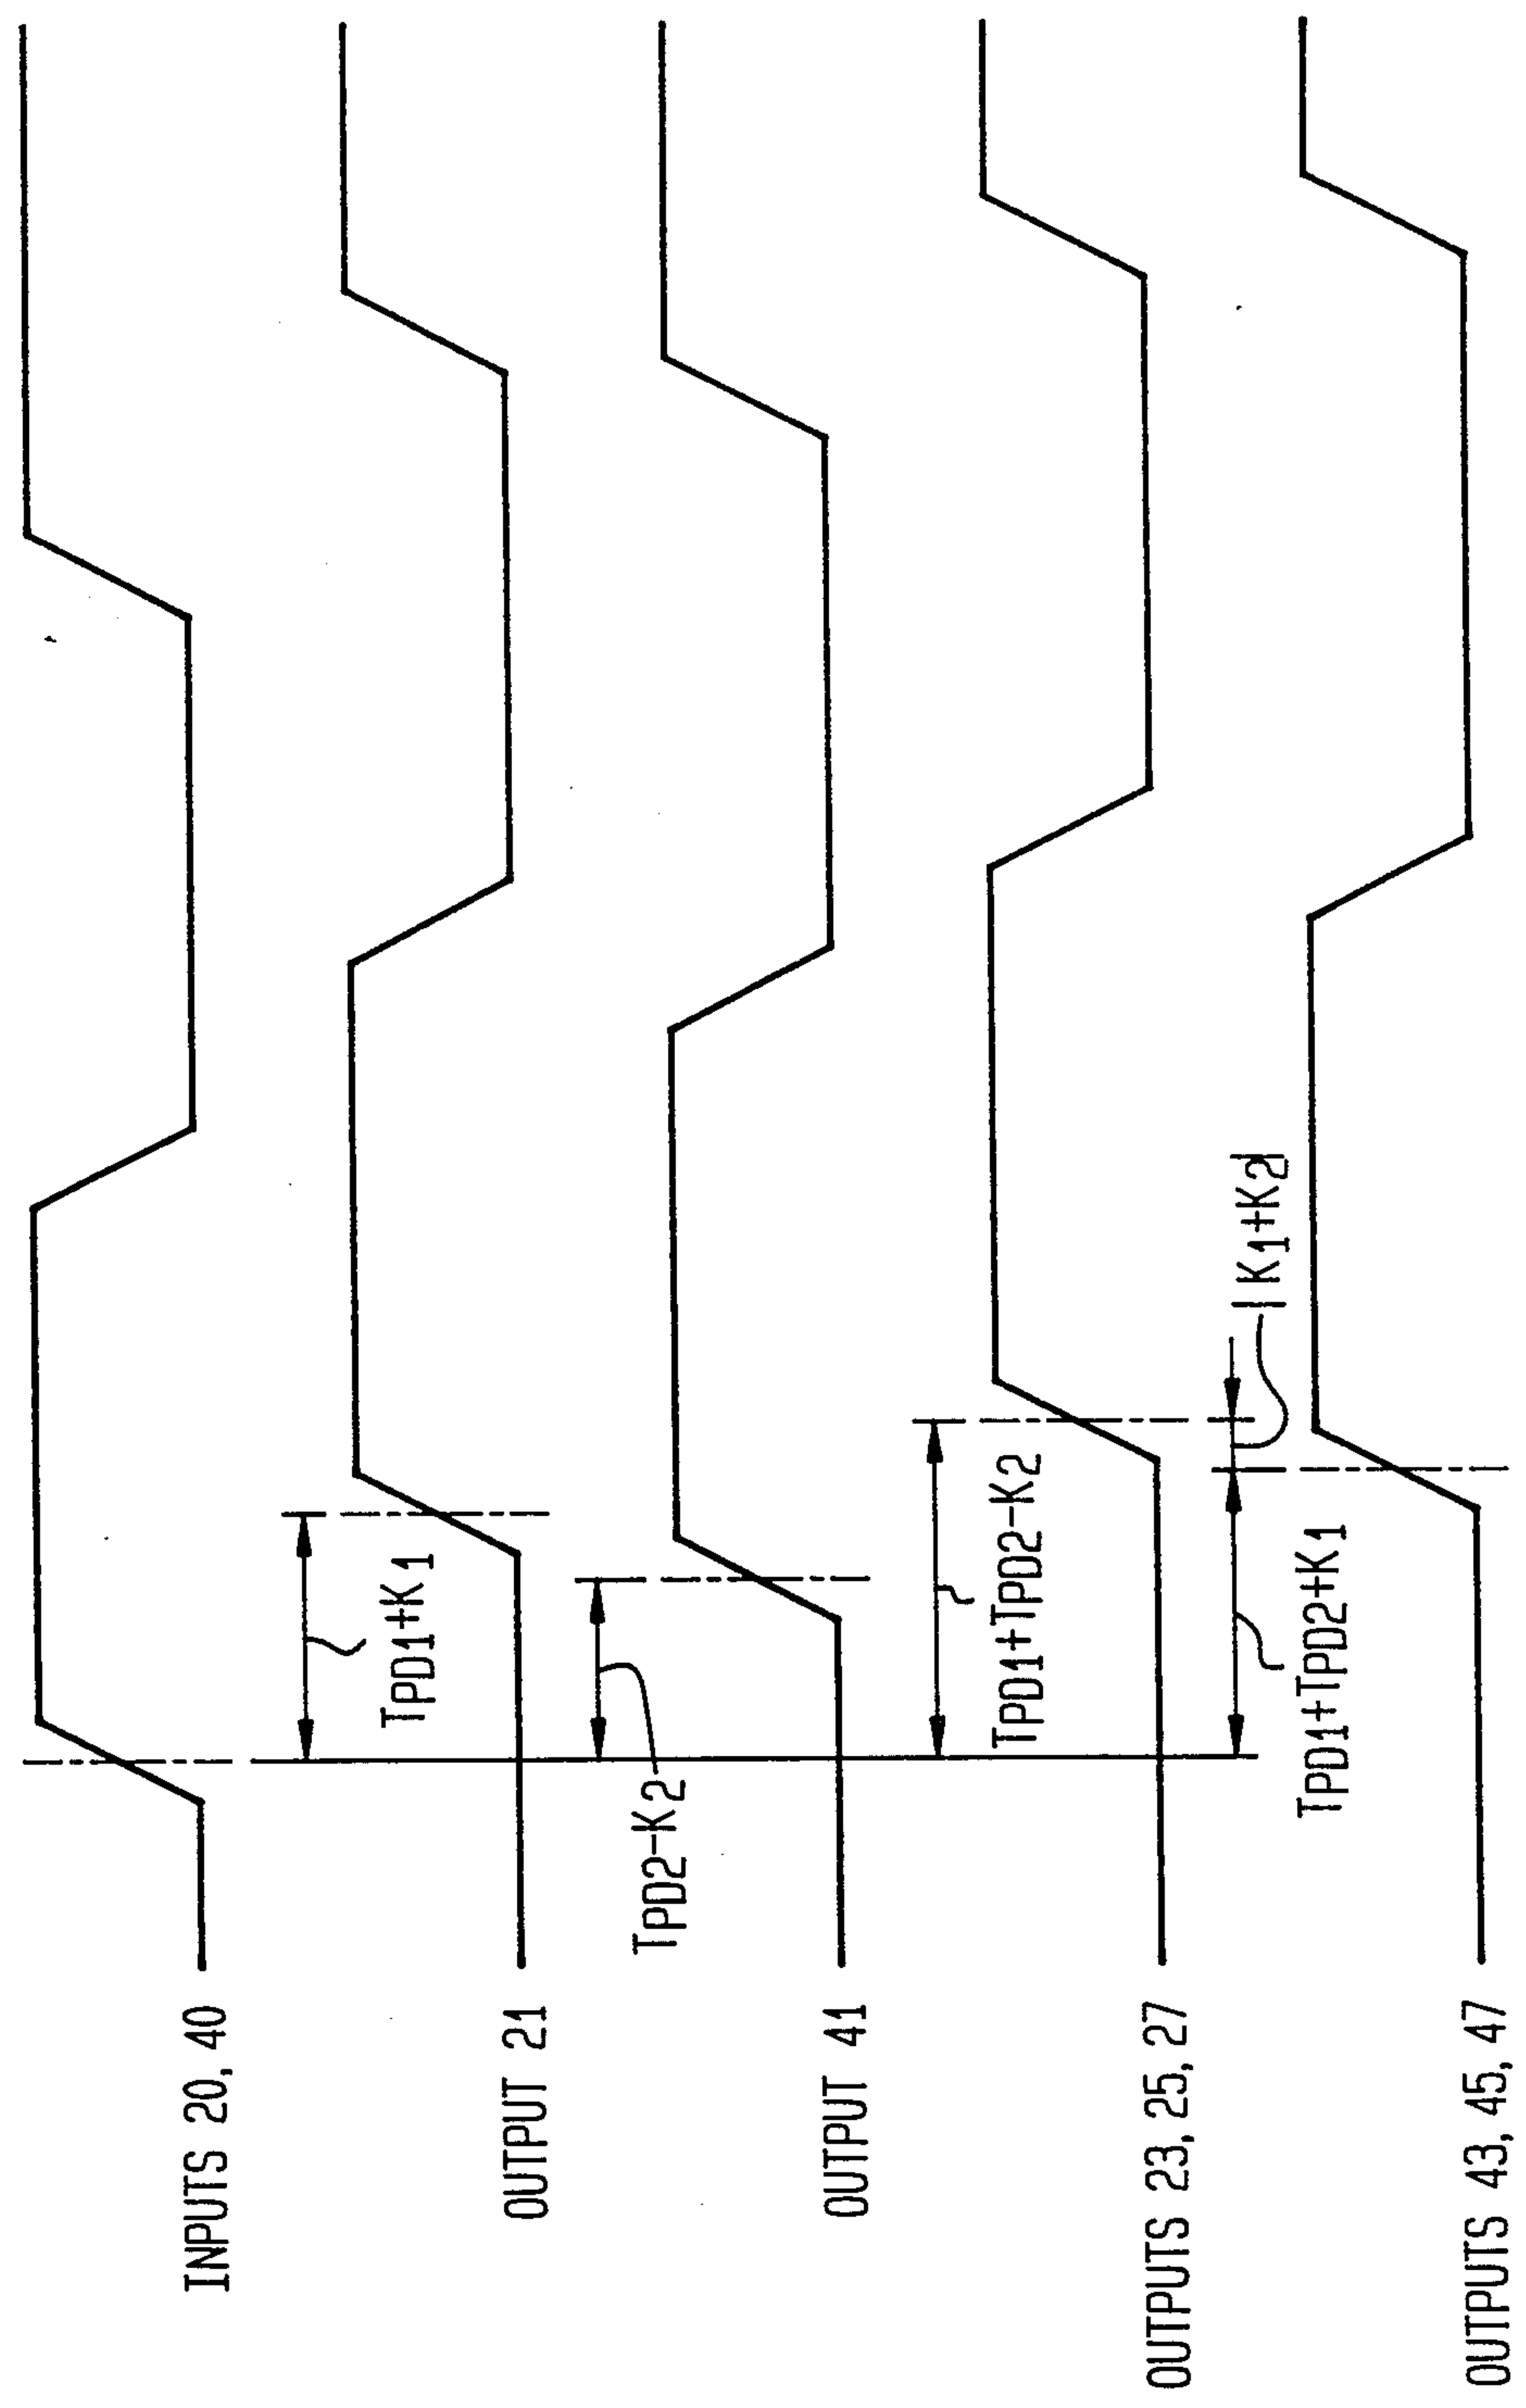 INPUTS 20, 40
OUTPUT 21
TPD1+K1
OUTPUT 41
TPD2-K2
OUTPUTS 23, 25, 27
TPD1+TPD2-K2
|K1+K2|
TPD1+TPD2+K1
OUTPUTS 43, 45, 47